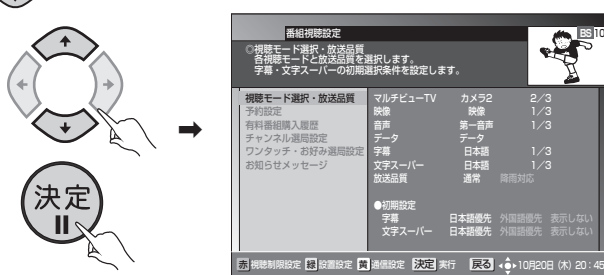 決定
番組視聴設定
BS 10
◎視聴モード選択・放送品質
各視聴モードと放送品質を選択します。
字幕・文字スーパーの初期選択条件を設定します。
視聴モード選択・放送品質
予約設定
有料番組購入履歴
チャンネル選局設定
ワンタッチ・お好み選局設定
お知らせメッセージ
マルチビューTV カメラ2 2/3
映像 映像 1/3
音声 第一音声 1/3
データ データ
字幕 日本語 1/3
文字スーパー 日本語 1/3
放送品質 通常 降雨対応
●初期設定
字幕 日本語優先 外国語優先 表示しない
文字スーパー 日本語優先 外国語優先 表示しない
赤 視聴制限設定 緑 設置設定 黄 通信設定 決定 実行 戻る 10月20日 (木) 20:45